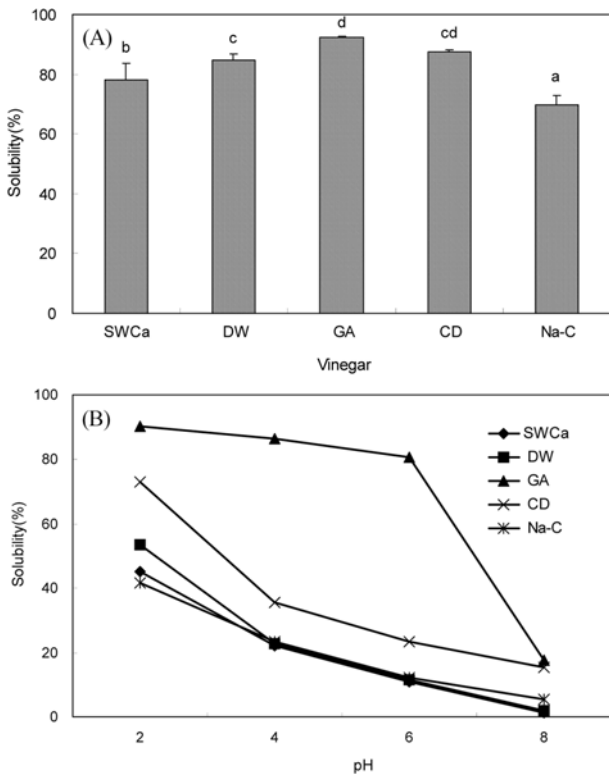 (A)
Solubility(%)
100
80
60
40
20
0
b
c
d
cd
a
SWCa DW GA CD Na-C
Vinegar
(B)
Solubility(%)
100
80
60
40
20
0
SWCa
DW
GA
CD
Na-C
2 4 6 8
pH